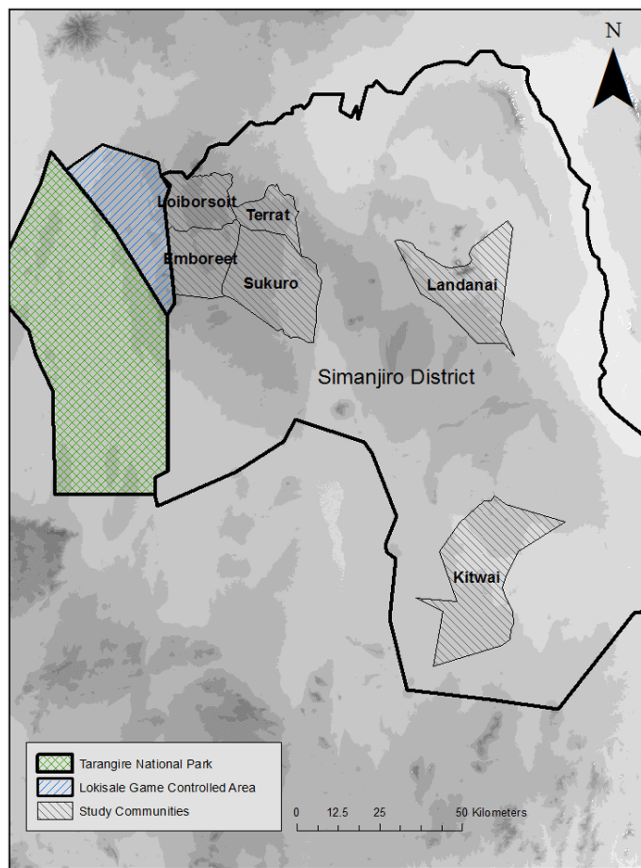 N
Loiborsoit
Terrat
Emboreet
Sukuro
Landanai
Simanjiro District
Kitwai
Tarangire National Park
Lokisale Game Controlled Area
Study Communities
0 12.5 25 50 Kilometers